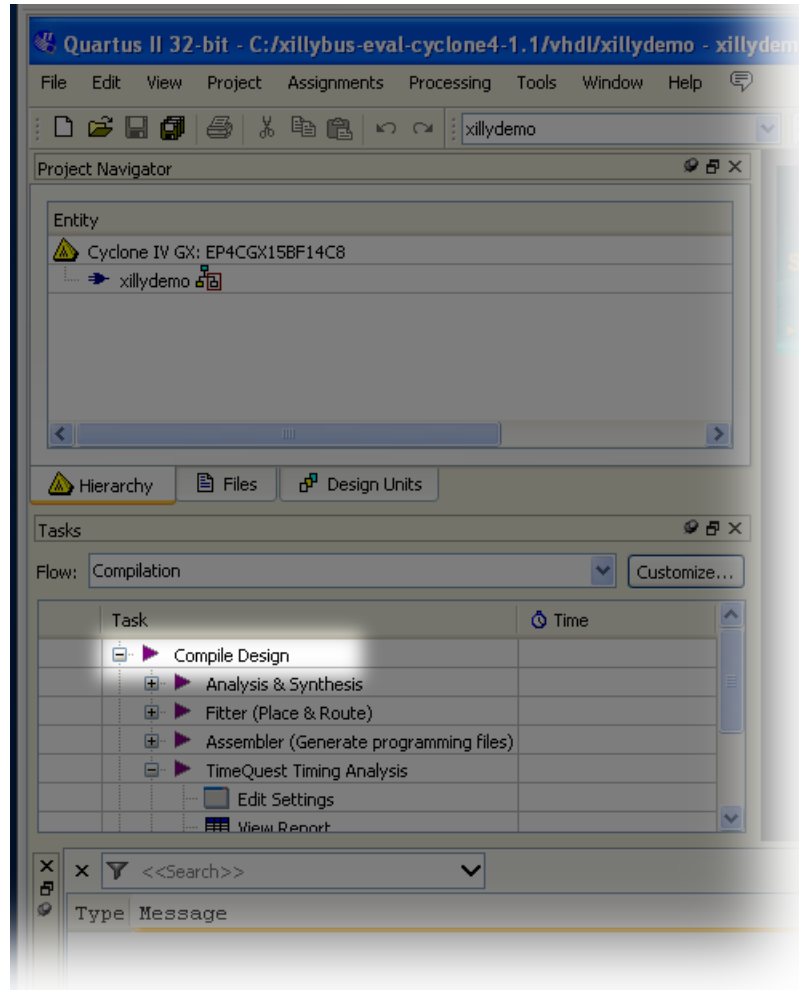 Quartus II 32-bit - C:/xillybus-eval-cyclone4-1.1/vhdl/xillydemo - xillydem
File Edit View Project Assignments Processing Tools Window Help
xillydemo
Project Navigator
Entity
Cyclone IV GX: EP4CGX15BF14C8
xillydemo
Hierarchy Files Design Units
Tasks
Flow: Compilation Customize...
Task Time
Compile Design
Analysis & Synthesis
Fitter (Place & Route)
Assembler (Generate programming files)
TimeQuest Timing Analysis
Edit Settings
View Report
<<Search>>
Type Message